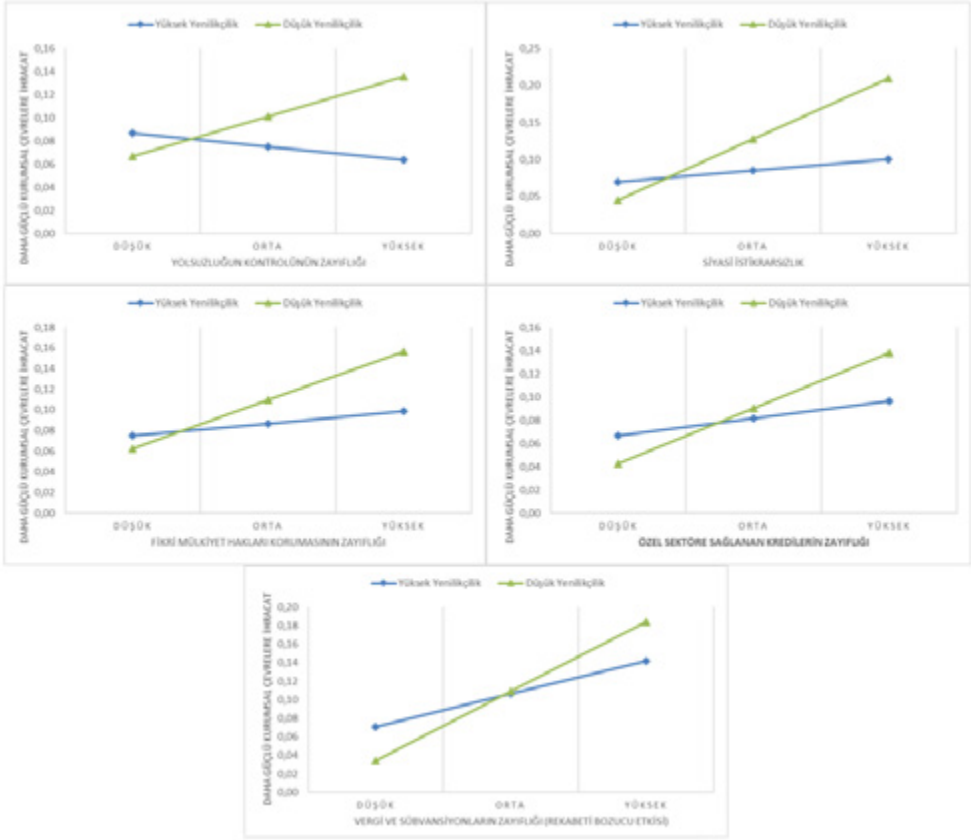 Yüksek Yenilikçilik Düşük Yenilikçilik
DAHA GÜÇLÜ KURUMSAL ÇEVRELERE İHRACAT
0,16
0,14
0,12
0,10
0,08
0,06
0,04
0,02
0,00
DÜŞÜK ORTA YÜKSEK
YOLSUZLUĞUN KONTROLÜNÜN ZAYIFLIĞI
Yüksek Yenilikçilik Düşük Yenilikçilik
DAHA GÜÇLÜ KURUMSAL ÇEVRELERE İHRACAT
0,25
0,20
0,15
0,10
0,05
0,00
DÜŞÜK ORTA YÜKSEK
SİYASİ İSTİKRARSIZLIK
Yüksek Yenilikçilik Düşük Yenilikçilik
DAHA GÜÇLÜ KURUMSAL ÇEVRELERE İHRACAT
0,18
0,16
0,14
0,12
0,10
0,08
0,06
0,04
0,02
0,00
DÜŞÜK ORTA YÜKSEK
FİKRİ MÜLKİYET HAKLARI KORUMASININ ZAYIFLIĞI
Yüksek Yenilikçilik Düşük Yenilikçilik
DAHA GÜÇLÜ KURUMSAL ÇEVRELERE İHRACAT
0,16
0,14
0,12
0,10
0,08
0,06
0,04
0,02
0,00
DÜŞÜK ORTA YÜKSEK
ÖZEL SEKTÖRE SAĞLANAN KREDİLERİN ZAYIFLIĞI
Yüksek Yenilikçilik Düşük Yenilikçilik
DAHA GÜÇLÜ KURUMSAL ÇEVRELERE İHRACAT
0,20
0,18
0,16
0,14
0,12
0,10
0,08
0,06
0,04
0,02
0,00
DÜŞÜK ORTA YÜKSEK
VERGİ VE SÜBVANSİYONLARIN ZAYIFLIĞI (REKABETİ BOZUCU ETKİSİ)